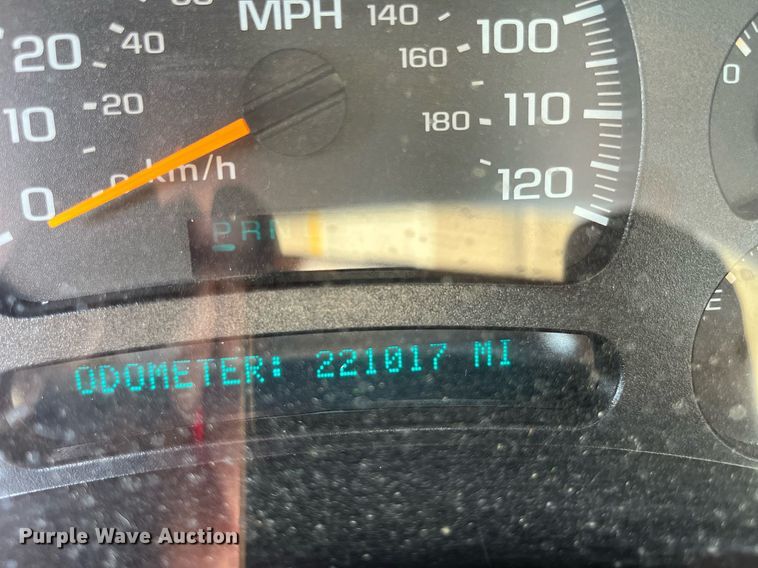 MPH 140 100
20 40 160
10 20 180 110
0 km/h 120
0
PRN
E
ODOMETER: 221017 MI
Purple Wave Auction